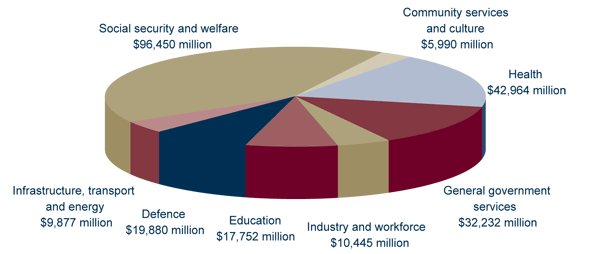 Social security and welfare
$96,450 million
Community services
and culture
$5,990 million
Health
$42,964 million
General government
services
$32,232 million
Industry and workforce
$10,445 million
Education
$17,752 million
Defence
$19,880 million
Infrastructure, transport
and energy
$9,877 million